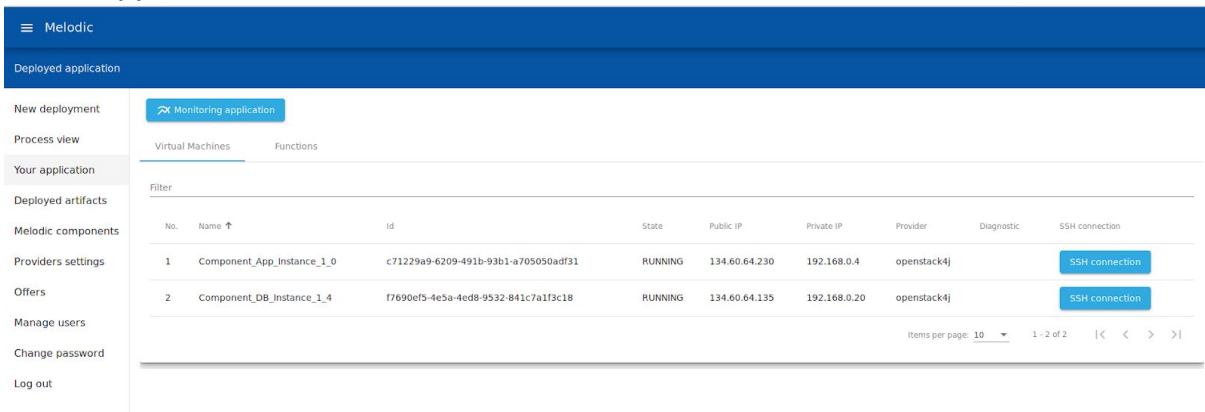 Melodic
Deployed application
New deployment
Process view
Your application
Deployed artifacts
Melodic components
Providers settings
Offers
Manage users
Change password
Log out
Monitoring application
Virtual Machines Functions
Filter
No. Name Id State Public IP Private IP Provider Diagnostic SSH connection
1 Component_App_Instance_1_0 c71229a9-6209-491b-93b1-a705050adf31 RUNNING 134.60.64.230 192.168.0.4 openstack4j SSH connection
2 Component_DB_Instance_1_4 f7690ef5-4e5a-4ed8-9532-841c7a1f3c18 RUNNING 134.60.64.135 192.168.0.20 openstack4j SSH connection
Items per page: 10 1 - 2 of 2